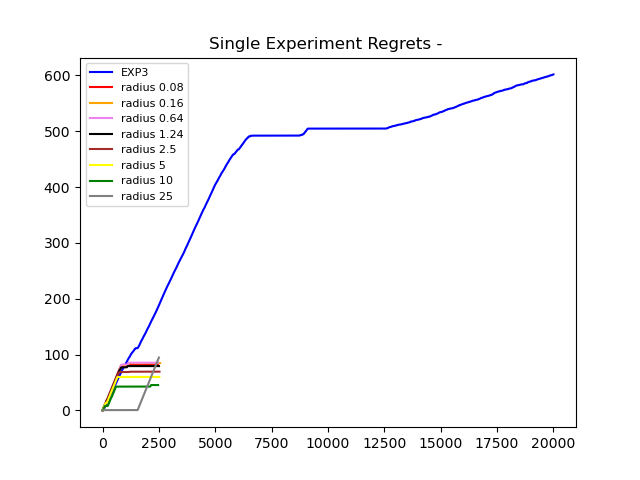 Single Experiment Regrets -
EXP3
radius 0.08
radius 0.16
radius 0.64
radius 1.24
radius 2.5
radius 5
radius 10
radius 25
600
500
400
300
200
100
0
0 2500 5000 7500 10000 12500 15000 17500 20000